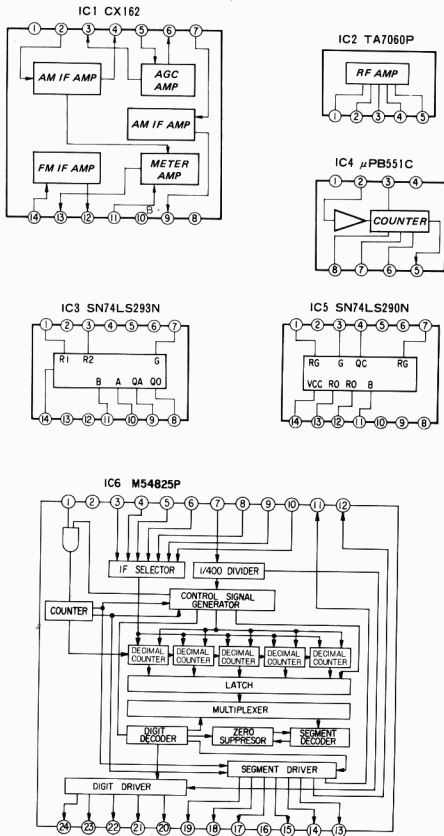 IC1 CX162
1 2 3 4 5 6 7
AM IF AMP
AGC AMP
AM IF AMP
FM IF AMP
METER AMP
B+
14 13 12 11 10 9 8
IC2 TA7060P
RF AMP
1 2 3 4 5
IC4 μPB551C
1 2 3 4
COUNTER
8 7 6 5
IC3 SN74LS293N
1 2 3 4 5 6 7
R1 R2 G
B A QA QO
14 13 12 11 10 9 8
IC5 SN74LS290N
1 2 3 4 5 6 7
RG G QC RG
VCC RO RO B
14 13 12 11 10 9 8
IC6 M54825P
1 2 3 4 5 6 7 8 9 10 11 12
IF SELECTOR
1/400 DIVIDER
COUNTER
CONTROL SIGNAL
GENERATOR
DECIMAL COUNTER
DECIMAL COUNTER
DECIMAL COUNTER
DECIMAL COUNTER
DECIMAL COUNTER
LATCH
MULTIPLEXER
DIGIT DECODER
ZERO SUPPRESOR
SEGMENT DECODER
SEGMENT DRIVER
DIGIT DRIVER
24 23 22 21 20 19 18 17 16 15 14 13